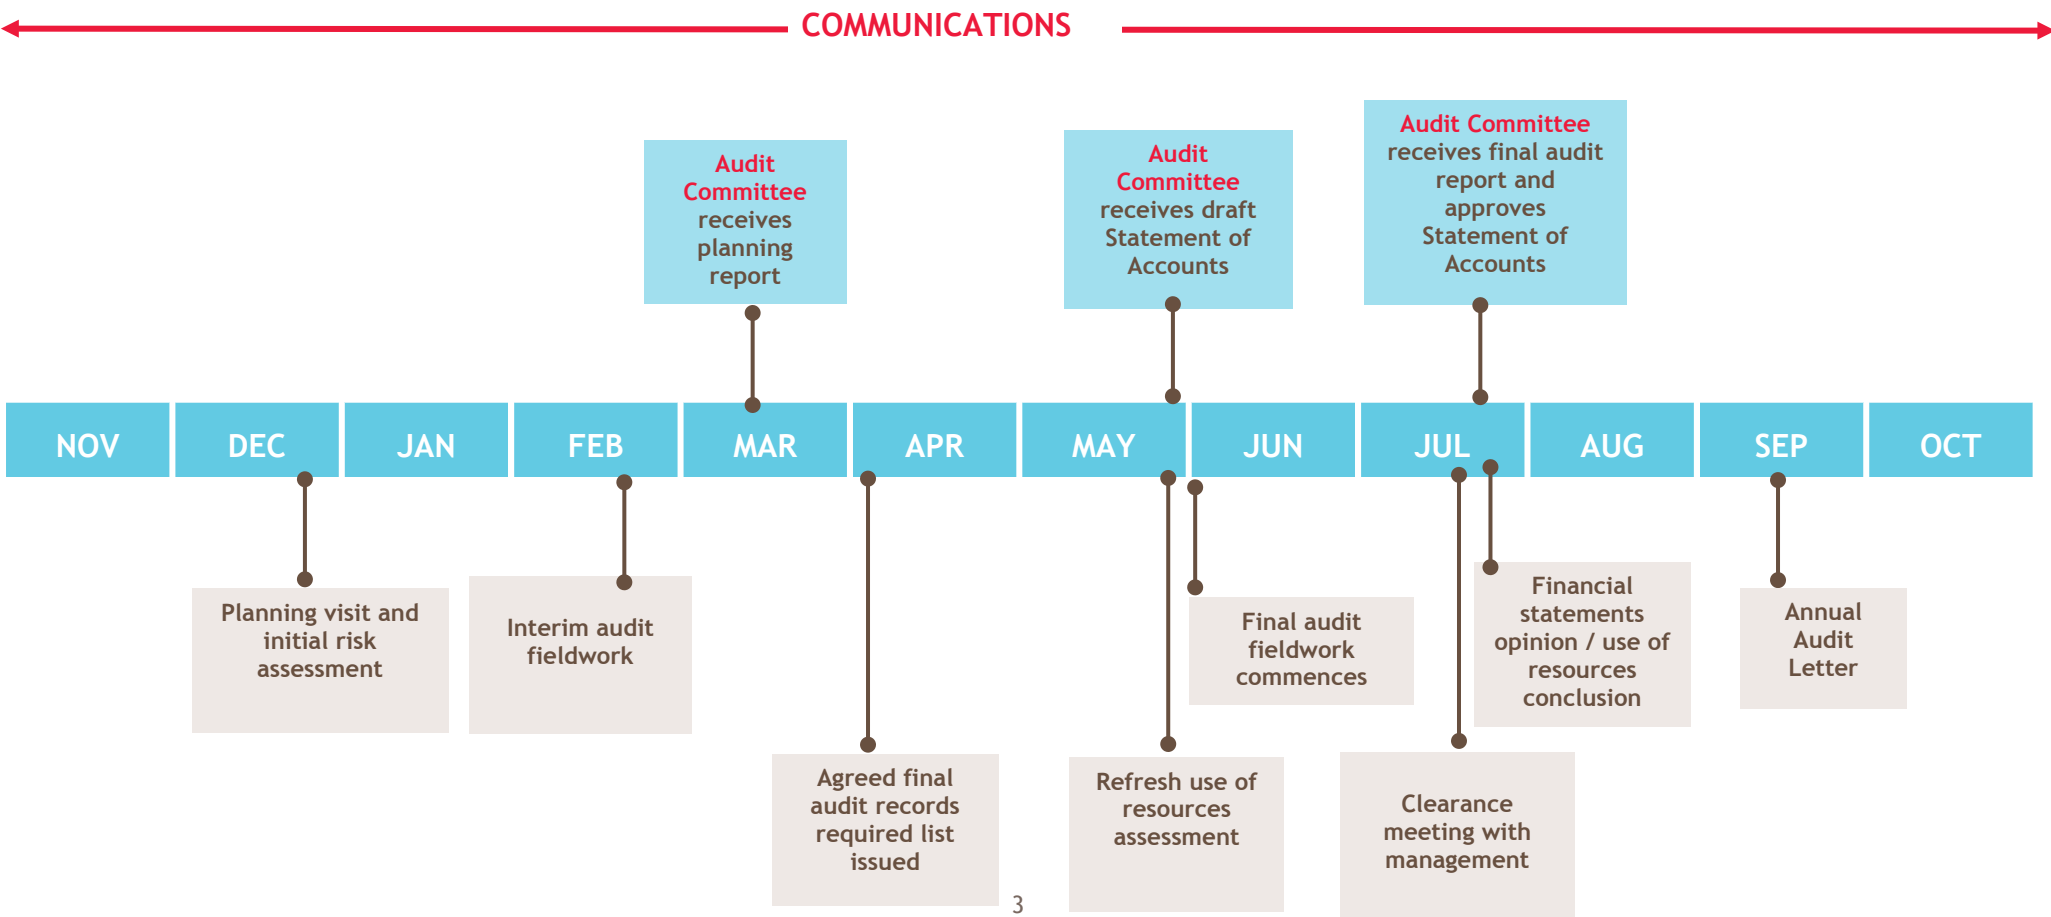 COMMUNICATIONS
Audit
Committee
receives
planning
report
Audit
Committee
receives draft
Statement of
Accounts
Audit Committee
receives final audit
report and
approves
Statement of
Accounts
NOV
DEC
JAN
FEB
MAR
APR
MAY
JUN
JUL
AUG
SEP
OCT
Planning visit and
initial risk
assessment
Interim audit
fieldwork
Agreed final
audit records
required list
issued
Refresh use of
resources
assessment
Final audit
fieldwork
commences
Clearance
meeting with
management
Financial
statements
opinion / use of
resources
conclusion
Annual
Audit
Letter
3